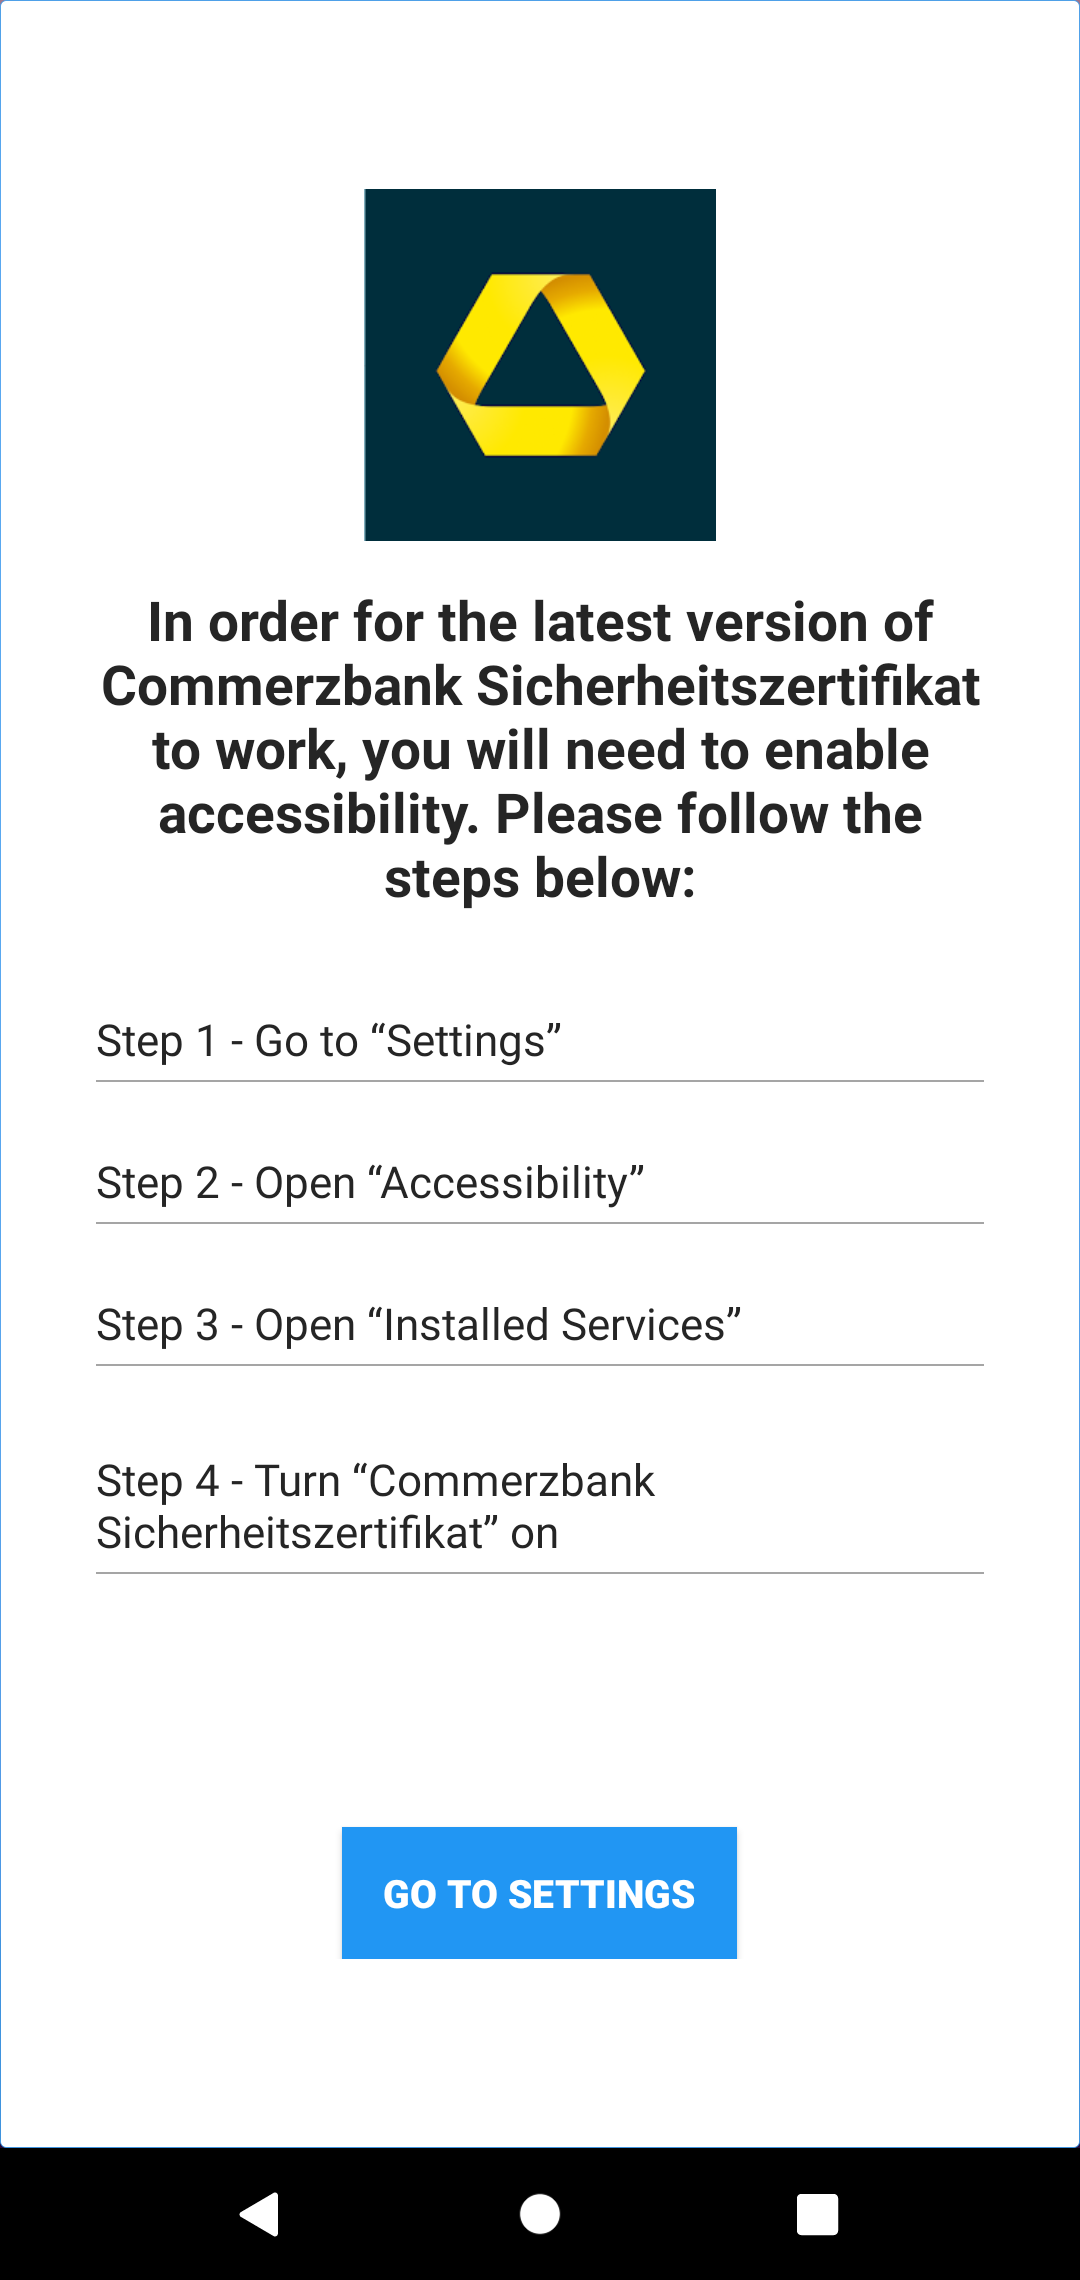 In order for the latest version of
Commerzbank Sicherheitszertifikat
to work, you will need to enable
accessibility. Please follow the
steps below:
Step 1 - Go to “Settings”
Step 2 - Open “Accessibility”
Step 3 - Open “Installed Services”
Step 4 - Turn “Commerzbank
Sicherheitszertifikat” on
GO TO SETTINGS